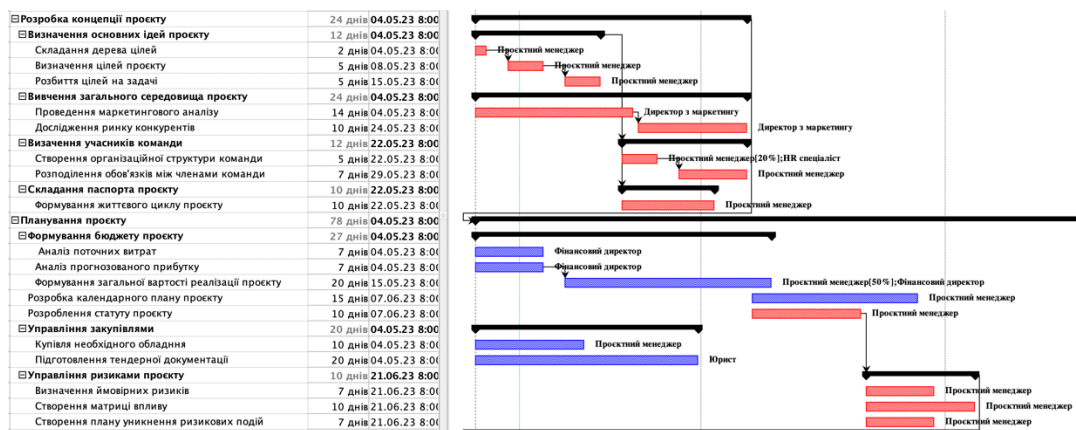 Розробка концепції проєкту 24 днів 04.05.23 8:00
Визначення основних ідей проєкту 12 днів 04.05.23 8:00
Складання дерева цілей 2 днів 04.05.23 8:00 Проєктний менеджер
Визначення цілей проєкту 5 днів 08.05.23 8:00 Проєктний менеджер
Розбиття цілей на задачі 5 днів 15.05.23 8:00 Проєктний менеджер
Вивчення загального середовища проєкту 24 днів 04.05.23 8:00
Проведення маркетингового аналізу 14 днів 04.05.23 8:00 Директор з маркетингу
Дослідження ринку конкурентів 10 днів 24.05.23 8:00 Директор з маркетингу
Визачення учасників команди 12 днів 22.05.23 8:00
Створення організаційної структури команди 5 днів 22.05.23 8:00 Проєктний менеджер[20%];HR спеціаліст
Розподілення обов'язків між членами команди 7 днів 29.05.23 8:00 Проєктний менеджер
Складання паспорта проєкту 10 днів 22.05.23 8:00
Формування життєвого циклу проєкту 10 днів 22.05.23 8:00 Проєктний менеджер
Планування проєкту 78 днів 04.05.23 8:00
Формування бюджету проєкту 27 днів 04.05.23 8:00
Аналіз поточних витрат 7 днів 04.05.23 8:00 Фінансовий директор
Аналіз прогнозованого прибутку 7 днів 04.05.23 8:00 Фінансовий директор
Формування загальної вартості реалізації проєкту 20 днів 15.05.23 8:00 Проєктний менеджер[50%];Фінансовий директор
Розробка календарного плану проєкту 15 днів 07.06.23 8:00 Проєктний менеджер
Розроблення статуту проєкту 10 днів 07.06.23 8:00 Проєктний менеджер
Управління закупівлями 20 днів 04.05.23 8:00
Купівля необхідного обладння 10 днів 04.05.23 8:00 Проєктний менеджер
Підготовлення тендерної документації 20 днів 04.05.23 8:00 Юрист
Управління ризиками проєкту 10 днів 21.06.23 8:00
Визначення ймовірних ризиків 7 днів 21.06.23 8:00 Проєктний менеджер
Створення матриці впливу 10 днів 21.06.23 8:00 Проєктний менеджер
Створення плану уникнення ризикових подій 7 днів 21.06.23 8:00 Проєктний менеджер